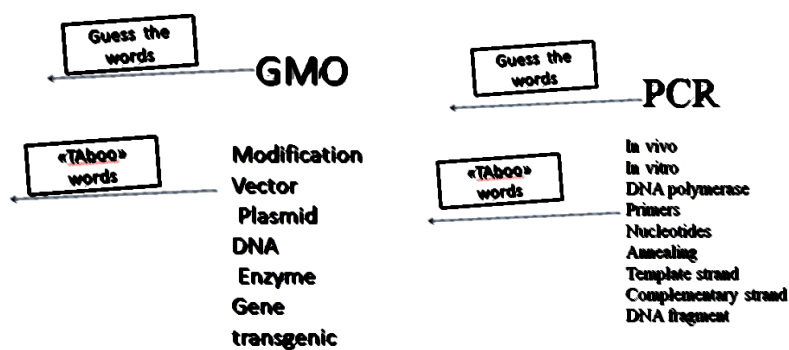 Guess the
words
GMO
«TAboo»
words
Modification
Vector
Plasmid
DNA
Enzyme
Gene
transgenic
Guess the
words
PCR
«TAboo»
words
In vivo
In vitro
DNA polymerase
Primers
Nucleotides
Annealing
Template strand
Complementary strand
DNA fragment